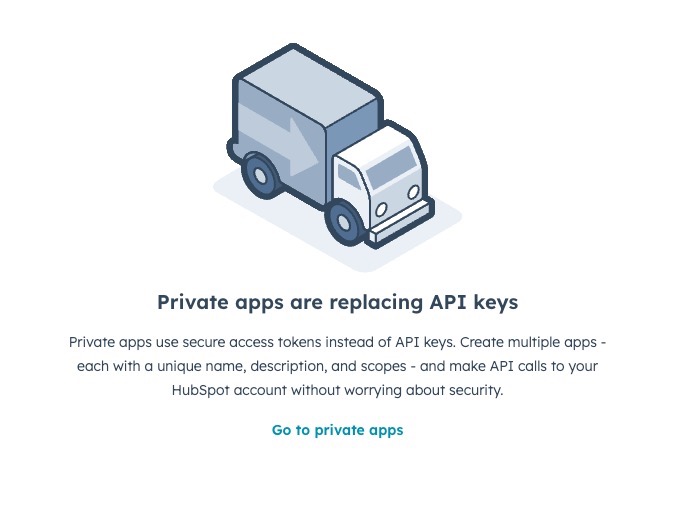 Private apps are replacing API keys
Private apps use secure access tokens instead of API keys. Create multiple apps -
each with a unique name, description, and scopes - and make API calls to your
HubSpot account without worrying about security.
Go to private apps